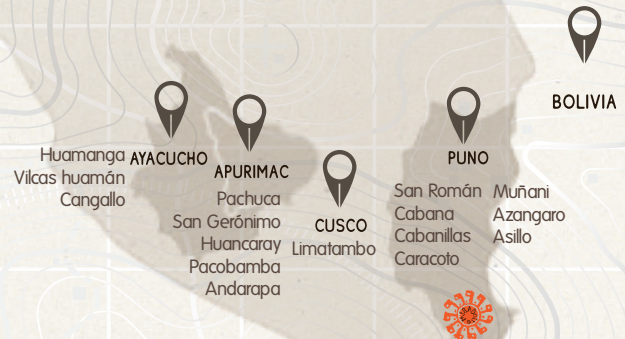 BOLIVIA
AYACUCHO
Huamanga
Vilcas huamán
Cangallo
APURIMAC
Pachuca
San Gerónimo
Huancaray
Pacobamba
Andarapa
CUSCO
Limatambo
PUNO
San Román
Cabana
Cabanillas
Caracoto
Muñani
Azangaro
Asillo